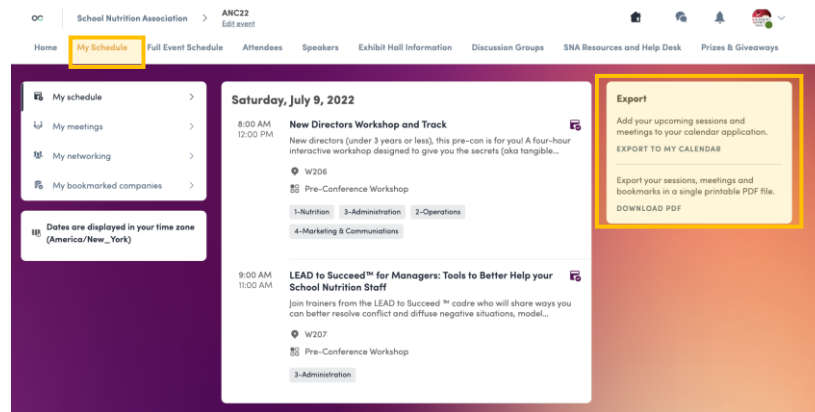 School Nutrition Association > ANC22
Edit event
Home My Schedule Full Event Schedule Attendees Speakers Exhibit Hall Information Discussion Groups SNA Resources and Help Desk Prizes & Giveaways
My schedule
My meetings
My networking
My bookmarked companies
Dates are displayed in your time zone
(America/New_York)
Saturday, July 9, 2022
8:00 AM New Directors Workshop and Track
12:00 PM
New directors (under 3 years or less), this pre-con is for you! A four-hour
interactive workshop designed to give you the secrets (aka tangible...
W206
Pre-Conference Workshop
1-Nutrition 3-Administration 2-Operations
4-Marketing & Communiations
9:00 AM LEAD to Succeed™ for Managers: Tools to Better Help your
11:00 AM School Nutrition Staff
Join trainers from the LEAD to Succeed ™ cadre who will share ways you
can better resolve conflict and diffuse negative situations, model...
W207
Pre-Conference Workshop
3-Administration
Export
Add your upcoming sessions and
meetings to your calendar application.
EXPORT TO MY CALENDAR
Export your sessions, meetings and
bookmarks in a single printable PDF file.
DOWNLOAD PDF